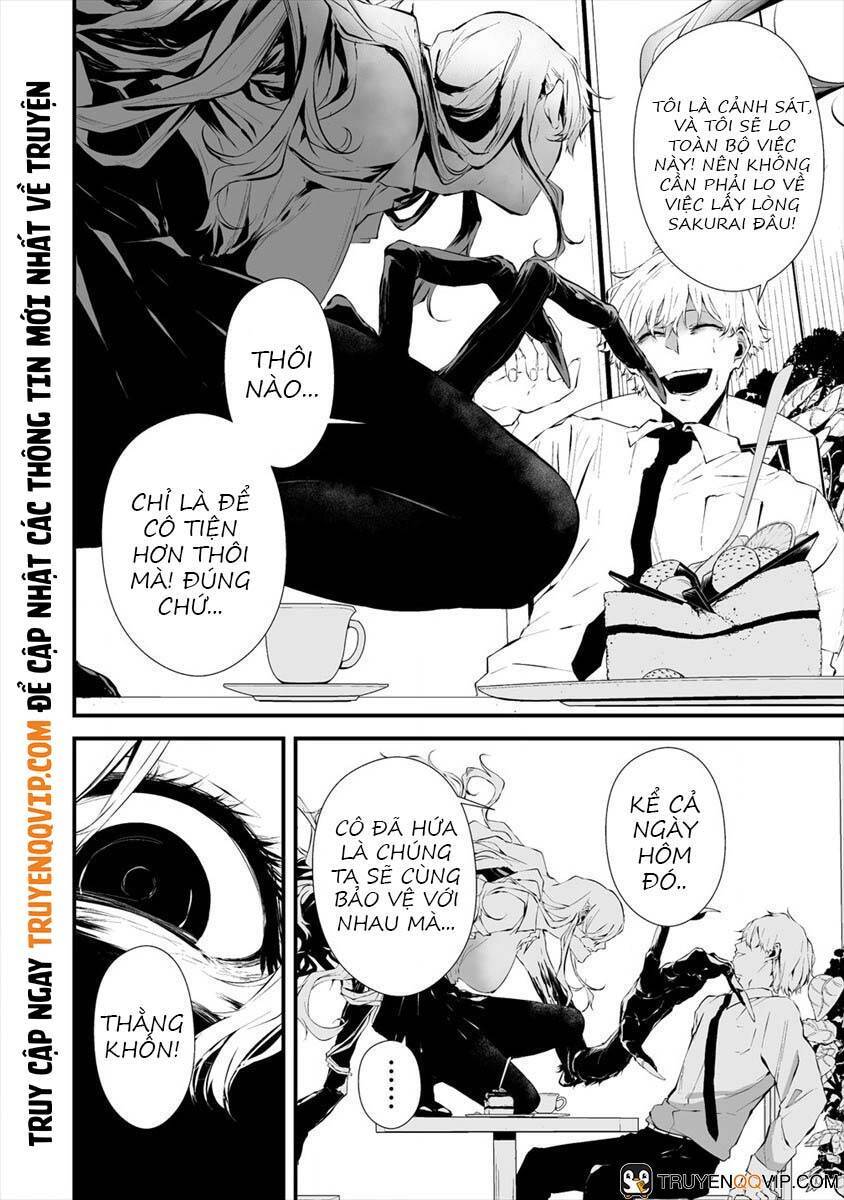 TÔI LÀ CẢNH SÁT,
VÀ TÔI SẼ LO
TOÀN BỘ VIỆC
NÀY! NÊN KHÔNG
CẦN PHẢI LO VỀ
VIỆC LẤY LÒNG
SAKURAI ĐÂU!
THÔI
NÀO...
CHỈ LÀ ĐỂ
CÔ TIỆN
HƠN THÔI
MÀ! ĐÚNG
CHỨ...
KỂ CẢ
NGÀY
HÔM
ĐÓ..
CÔ ĐÃ HỨA
LÀ CHÚNG
TA SẼ CÙNG
BẢO VỆ VỚI
NHAU MÀ...
......
THẰNG
KHỐN!
TRUY CẬP NGAY TRUYENQQVIP.COM ĐỂ CẬP NHẬT CÁC THÔNG TIN MỚI NHẤT VỀ TRUYỆN
TRUYENQQVIP.COM